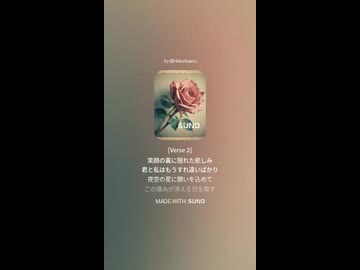 SUNO
[Verse 2]
笑顔の裏に隠れた悲しみ
君と私はもうすれ違いばかり
夜空の星に願いを込めて
この痛みが消える日を探す
MADE WITH SUNO